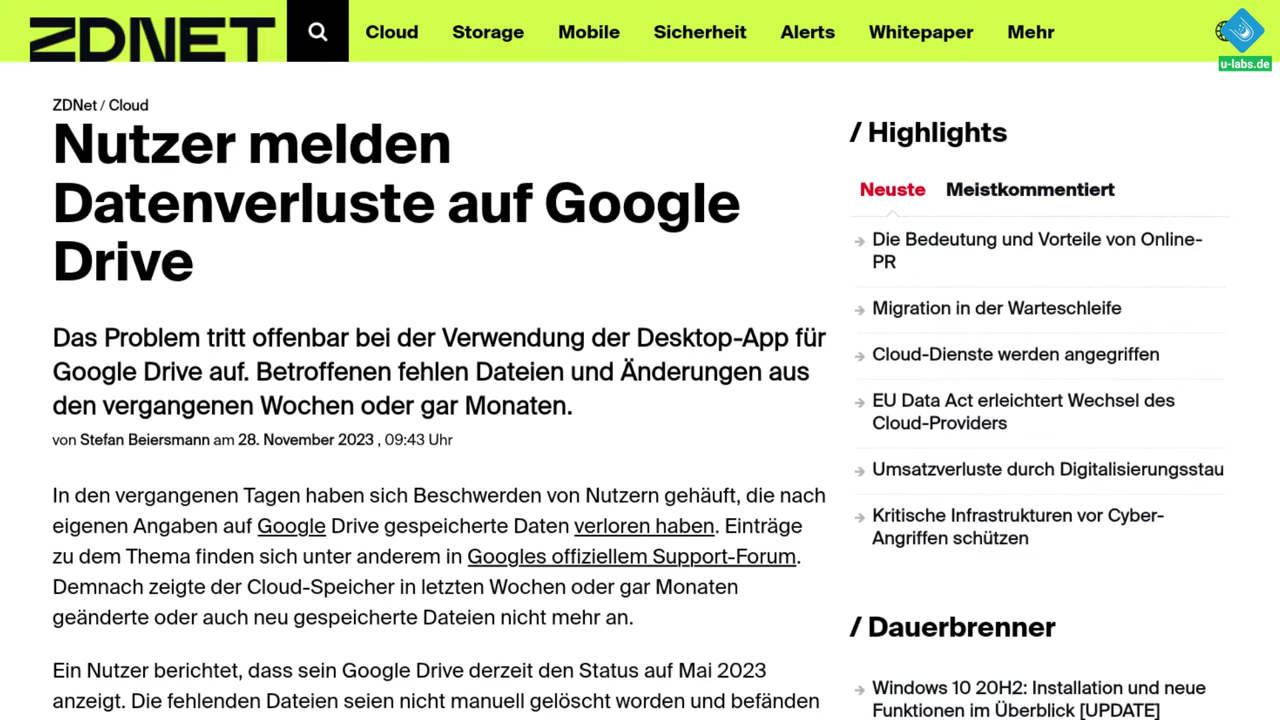 ZDNET
Cloud Storage Mobile Sicherheit Alerts Whitepaper Mehr
u-labs.de
ZDNet / Cloud
Nutzer melden
Datenverluste auf Google
Drive
Das Problem tritt offenbar bei der Verwendung der Desktop-App für
Google Drive auf. Betroffenen fehlen Dateien und Änderungen aus
den vergangenen Wochen oder gar Monaten.
von Stefan Beiersmann am 28. November 2023 , 09:43 Uhr
In den vergangenen Tagen haben sich Beschwerden von Nutzern gehäuft, die nach
eigenen Angaben auf Google Drive gespeicherte Daten verloren haben. Einträge
zu dem Thema finden sich unter anderem in Googles offiziellem Support-Forum.
Demnach zeigte der Cloud-Speicher in letzten Wochen oder gar Monaten
geänderte oder auch neu gespeicherte Dateien nicht mehr an.
Ein Nutzer berichtet, dass sein Google Drive derzeit den Status auf Mai 2023
anzeigt. Die fehlenden Dateien seien nicht manuell gelöscht worden und befänden
/ Highlights
Neuste Meistkommentiert
Die Bedeutung und Vorteile von Online-
PR
Migration in der Warteschleife
Cloud-Dienste werden angegriffen
EU Data Act erleichtert Wechsel des
Cloud-Providers
Umsatzverluste durch Digitalisierungsstau
Kritische Infrastrukturen vor Cyber-
Angriffen schützen
/ Dauerbrenner
Windows 10 20H2: Installation und neue
Funktionen im Überblick [UPDATE]